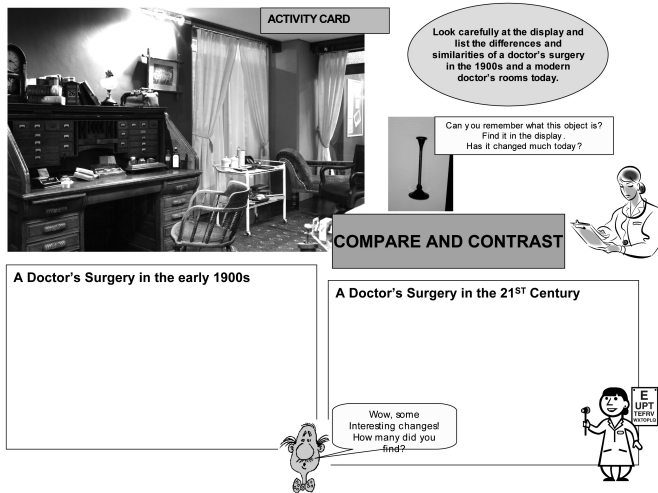 ACTIVITY CARD
Look carefully at the display and
list the differences and
similarities of a doctor's surgery
in the 1900s and a modern
doctor's rooms today.
Can you remember what this object is?
Find it in the display.
Has it changed much today?
COMPARE AND CONTRAST
A Doctor's Surgery in the early 1900s
A Doctor's Surgery in the 21ST Century
Wow, some
Interesting changes!
How many did you
find?
E
UPT
TEFRV
WXTOPLG